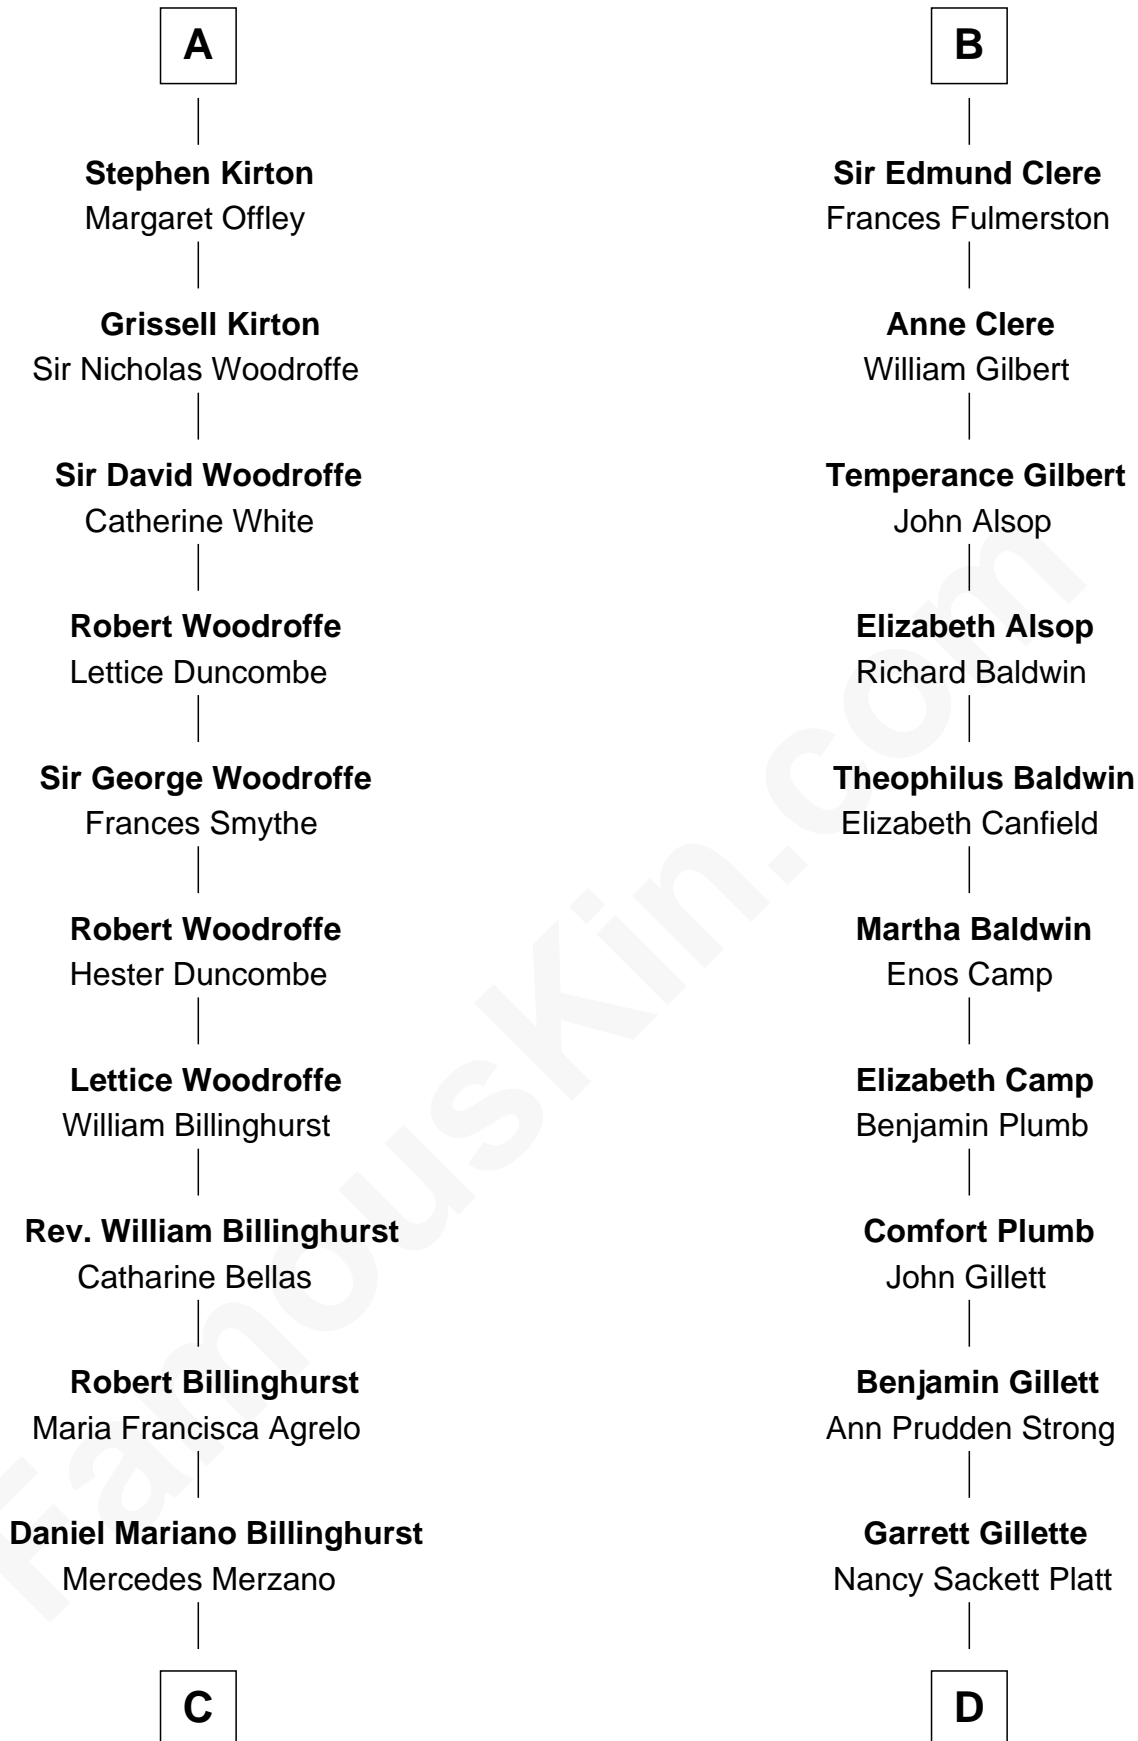 A
Stephen Kirton
Margaret Offley
Grissell Kirton
Sir Nicholas Woodroffe
Sir David Woodroffe
Catherine White
Robert Woodroffe
Lettice Duncombe
Sir George Woodroffe
Frances Smythe
Robert Woodroffe
Hester Duncombe
Lettice Woodroffe
William Billinghurst
Rev. William Billinghurst
Catharine Bellas
Robert Billinghurst
Maria Francisca Agrelo
Daniel Mariano Billinghurst
Mercedes Merzano
C
B
Sir Edmund Clere
Frances Fulmerston
Anne Clere
William Gilbert
Temperance Gilbert
John Alsop
Elizabeth Alsop
Richard Baldwin
Theophilus Baldwin
Elizabeth Canfield
Martha Baldwin
Enos Camp
Elizabeth Camp
Benjamin Plumb
Comfort Plumb
John Gillett
Benjamin Gillett
Ann Prudden Strong
Garrett Gillette
Nancy Sackett Platt
D
FamousKin.com